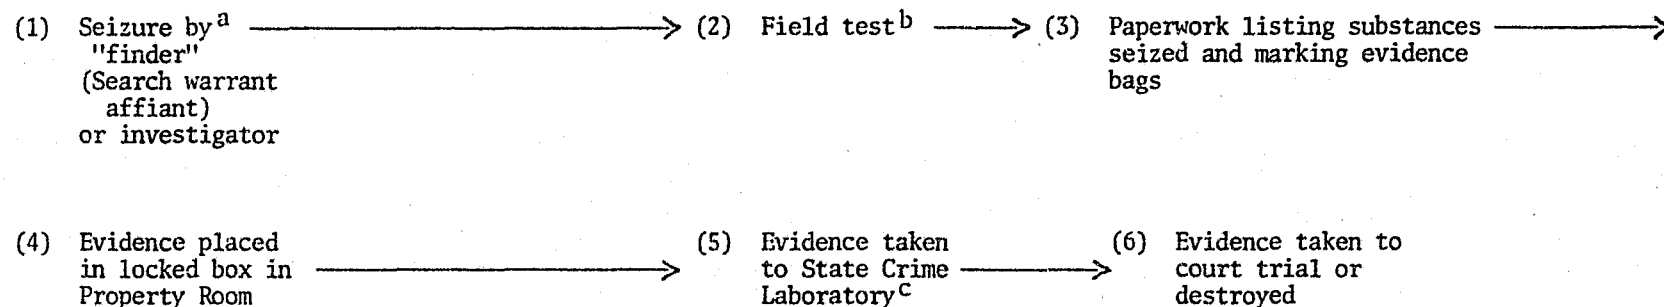 (1) Seizure by a
"finder"
(Search warrant
affiant)
or investigator
(2) Field test b
(3) Paperwork listing substances
seized and marking evidence
bags
(4) Evidence placed
in locked box in
Property Room
(5) Evidence taken
to State Crime
Laboratory c
(6) Evidence taken to
court trial or
destroyed